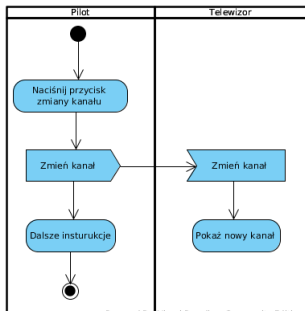 Pilot
Telewizor
Naciśnij przycisk
zmiany kanału
Zmień kanał
Zmień kanał
Dalsze insturukcje
Pokaż nowy kanał